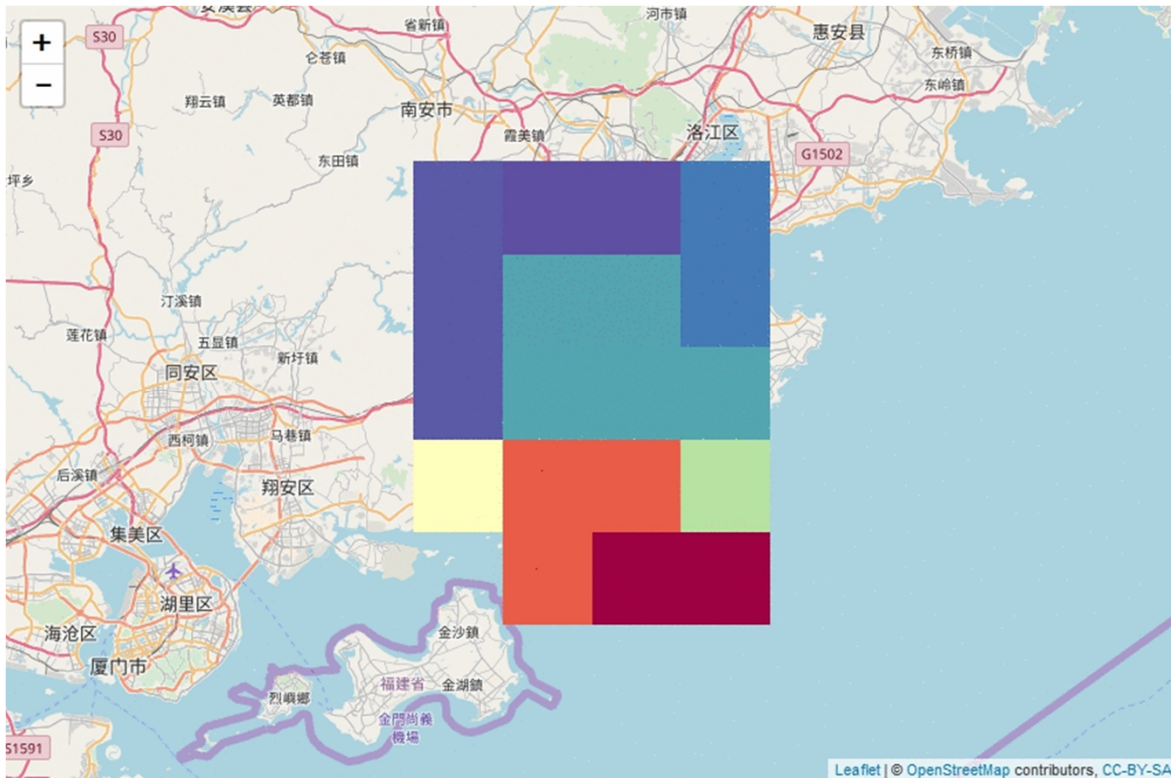 安溪县
河市镇
省新镇
惠安县
+
S30
仑苍镇
东桥镇
−
翔云镇
英都镇
南安市
东岭镇
S30
霞美镇
洛江区
东田镇
G1502
坪乡
汀溪镇
莲花镇
五显镇
新圩镇
同安区
西柯镇
马巷镇
后溪镇
翔安区
集美区
湖里区
海沧区
金沙鎮
厦门市
福建省
金湖鎮
烈嶼鄉
金門尚義
機場
S1591
Leaflet | © OpenStreetMap contributors, CC-BY-SA